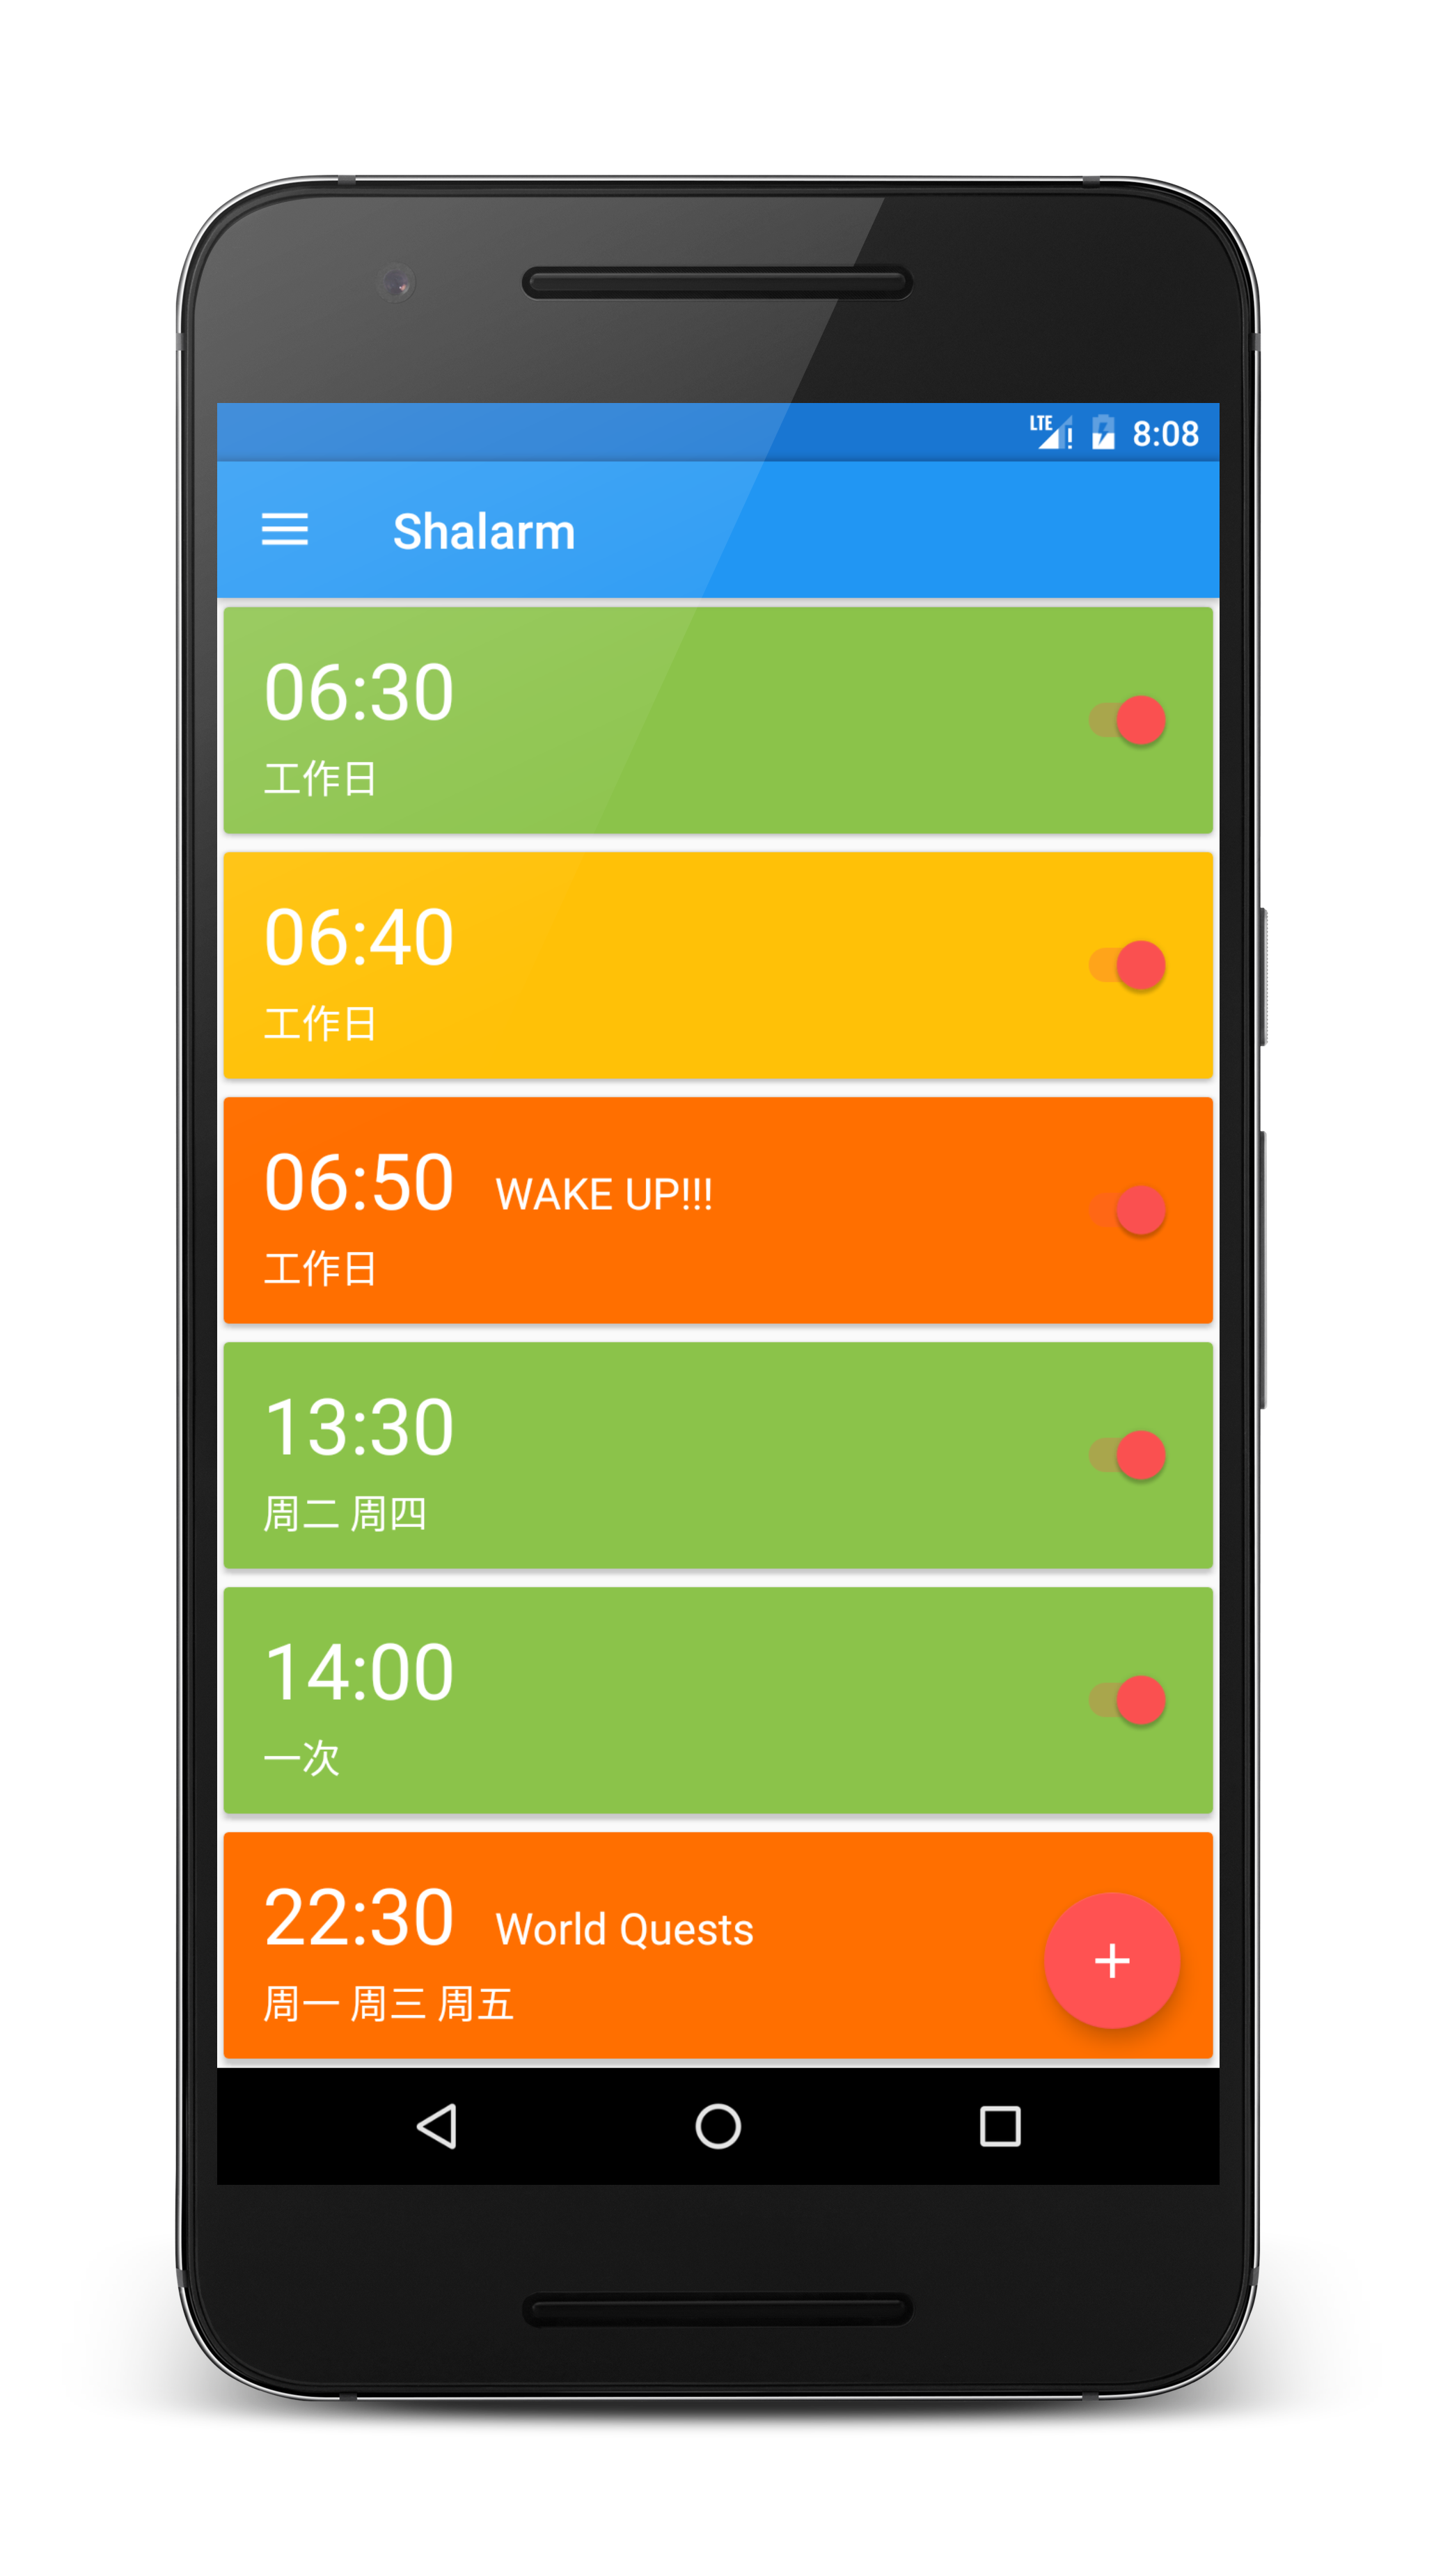 LTE ! 8:08
Shalarm
06:30
工作日
06:40
工作日
06:50 WAKE UP!!!
工作日
13:30
周二 周四
14:00
一次
22:30 World Quests
周一 周三 周五
+